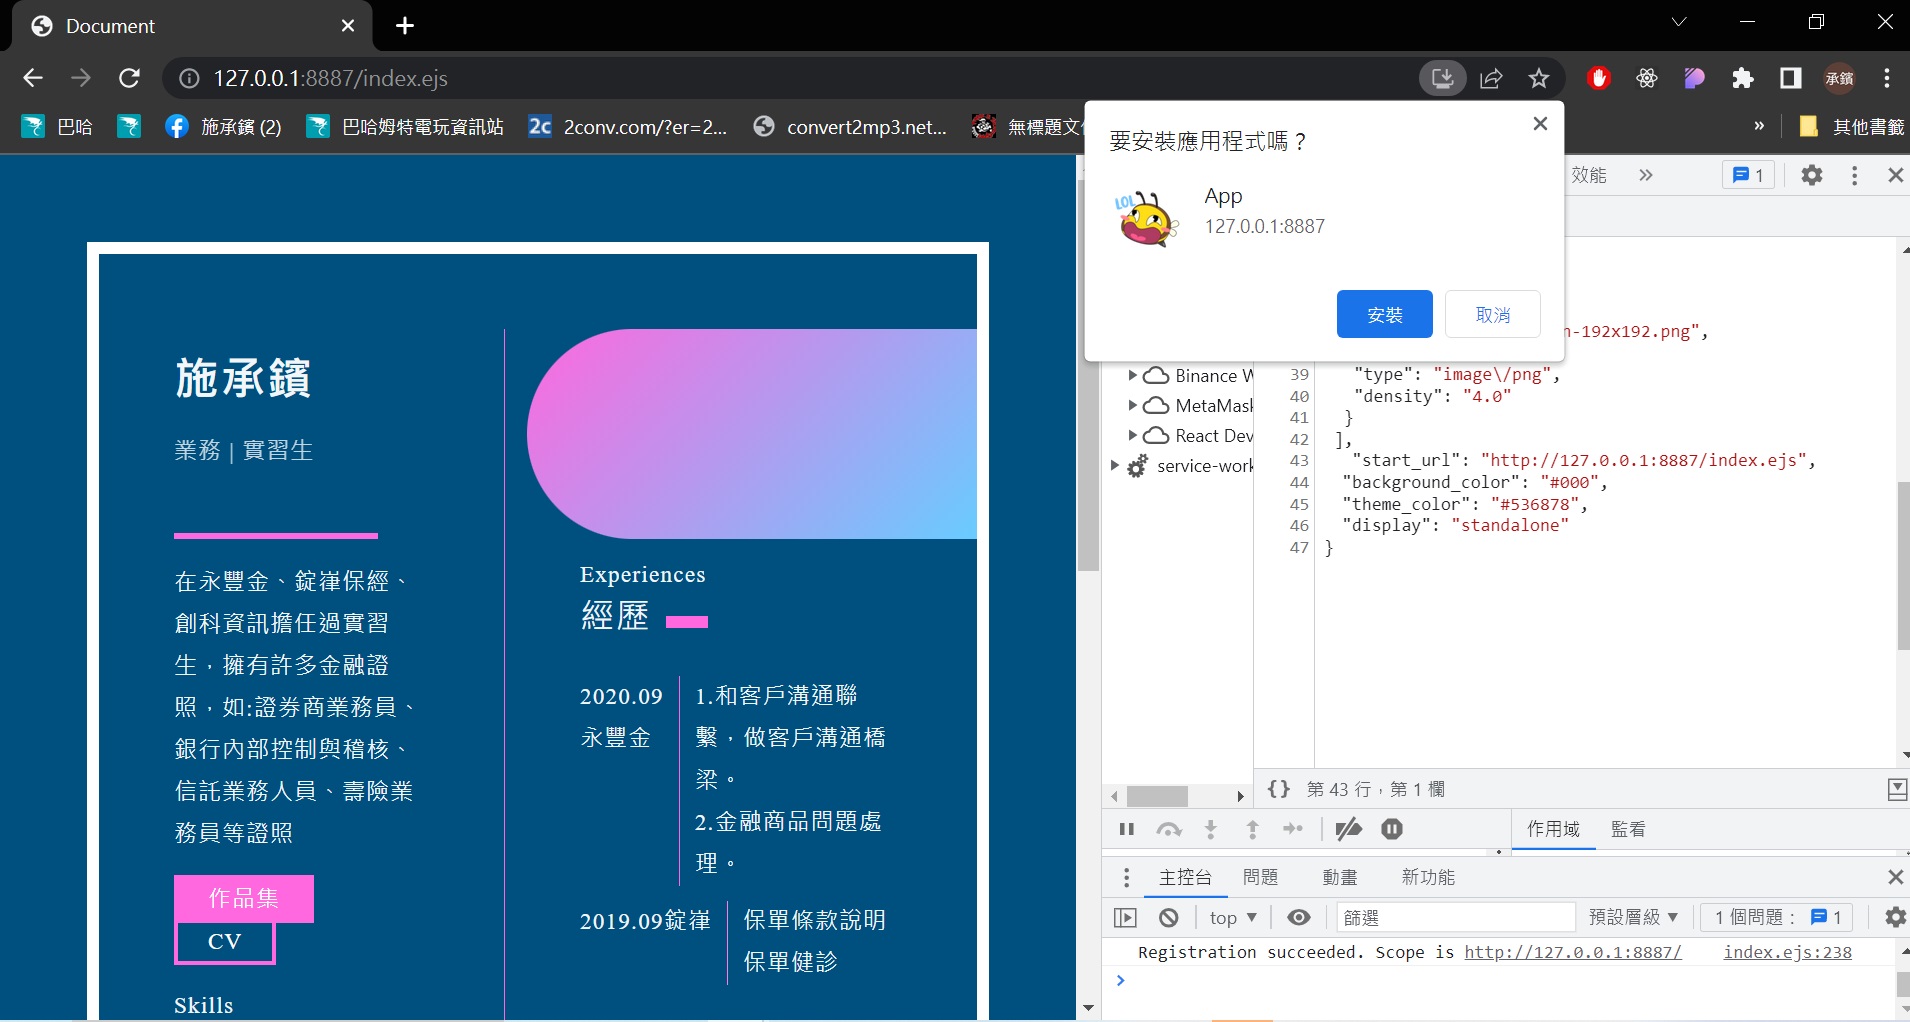 Document
127.0.0.1:8887/index.ejs
承鑌
巴哈
施承鑌 (2)
巴哈姆特電玩資訊站
2c
2conv.com/?er=2...
convert2mp3.net...
無標題文
»
其他書籤
要安裝應用程式嗎？
LOL
App
127.0.0.1:8887
安裝
取消
效能
»
1
施承鑌
業務 | 實習生
在永豐金、錠嵂保經、
創科資訊擔任過實習
生，擁有許多金融證
照，如:證券商業務員、
銀行內部控制與稽核、
信託業務人員、壽險業
務員等證照
作品集
CV
Skills
Experiences
經歷
2020.09
永豐金
1.和客戶溝通聯
繫，做客戶溝通橋
梁。
2.金融商品問題處
理。
2019.09錠嵂
保單條款說明
保單健診
Binance W
MetaMask
React Dev
service-work
n-192x192.png",
39 "type": "image\/png",
40 "density": "4.0"
41 }
42 ],
43 "start_url": "http://127.0.0.1:8887/index.ejs",
44 "background_color": "#000",
45 "theme_color": "#536878",
46 "display": "standalone"
47 }
{} 第 43 行，第 1 欄
作用域
監看
主控台
問題
動畫
新功能
top ▼
篩選
預設層級 ▼
1 個問題：
1
Registration succeeded. Scope is http://127.0.0.1:8887/
index.ejs:238